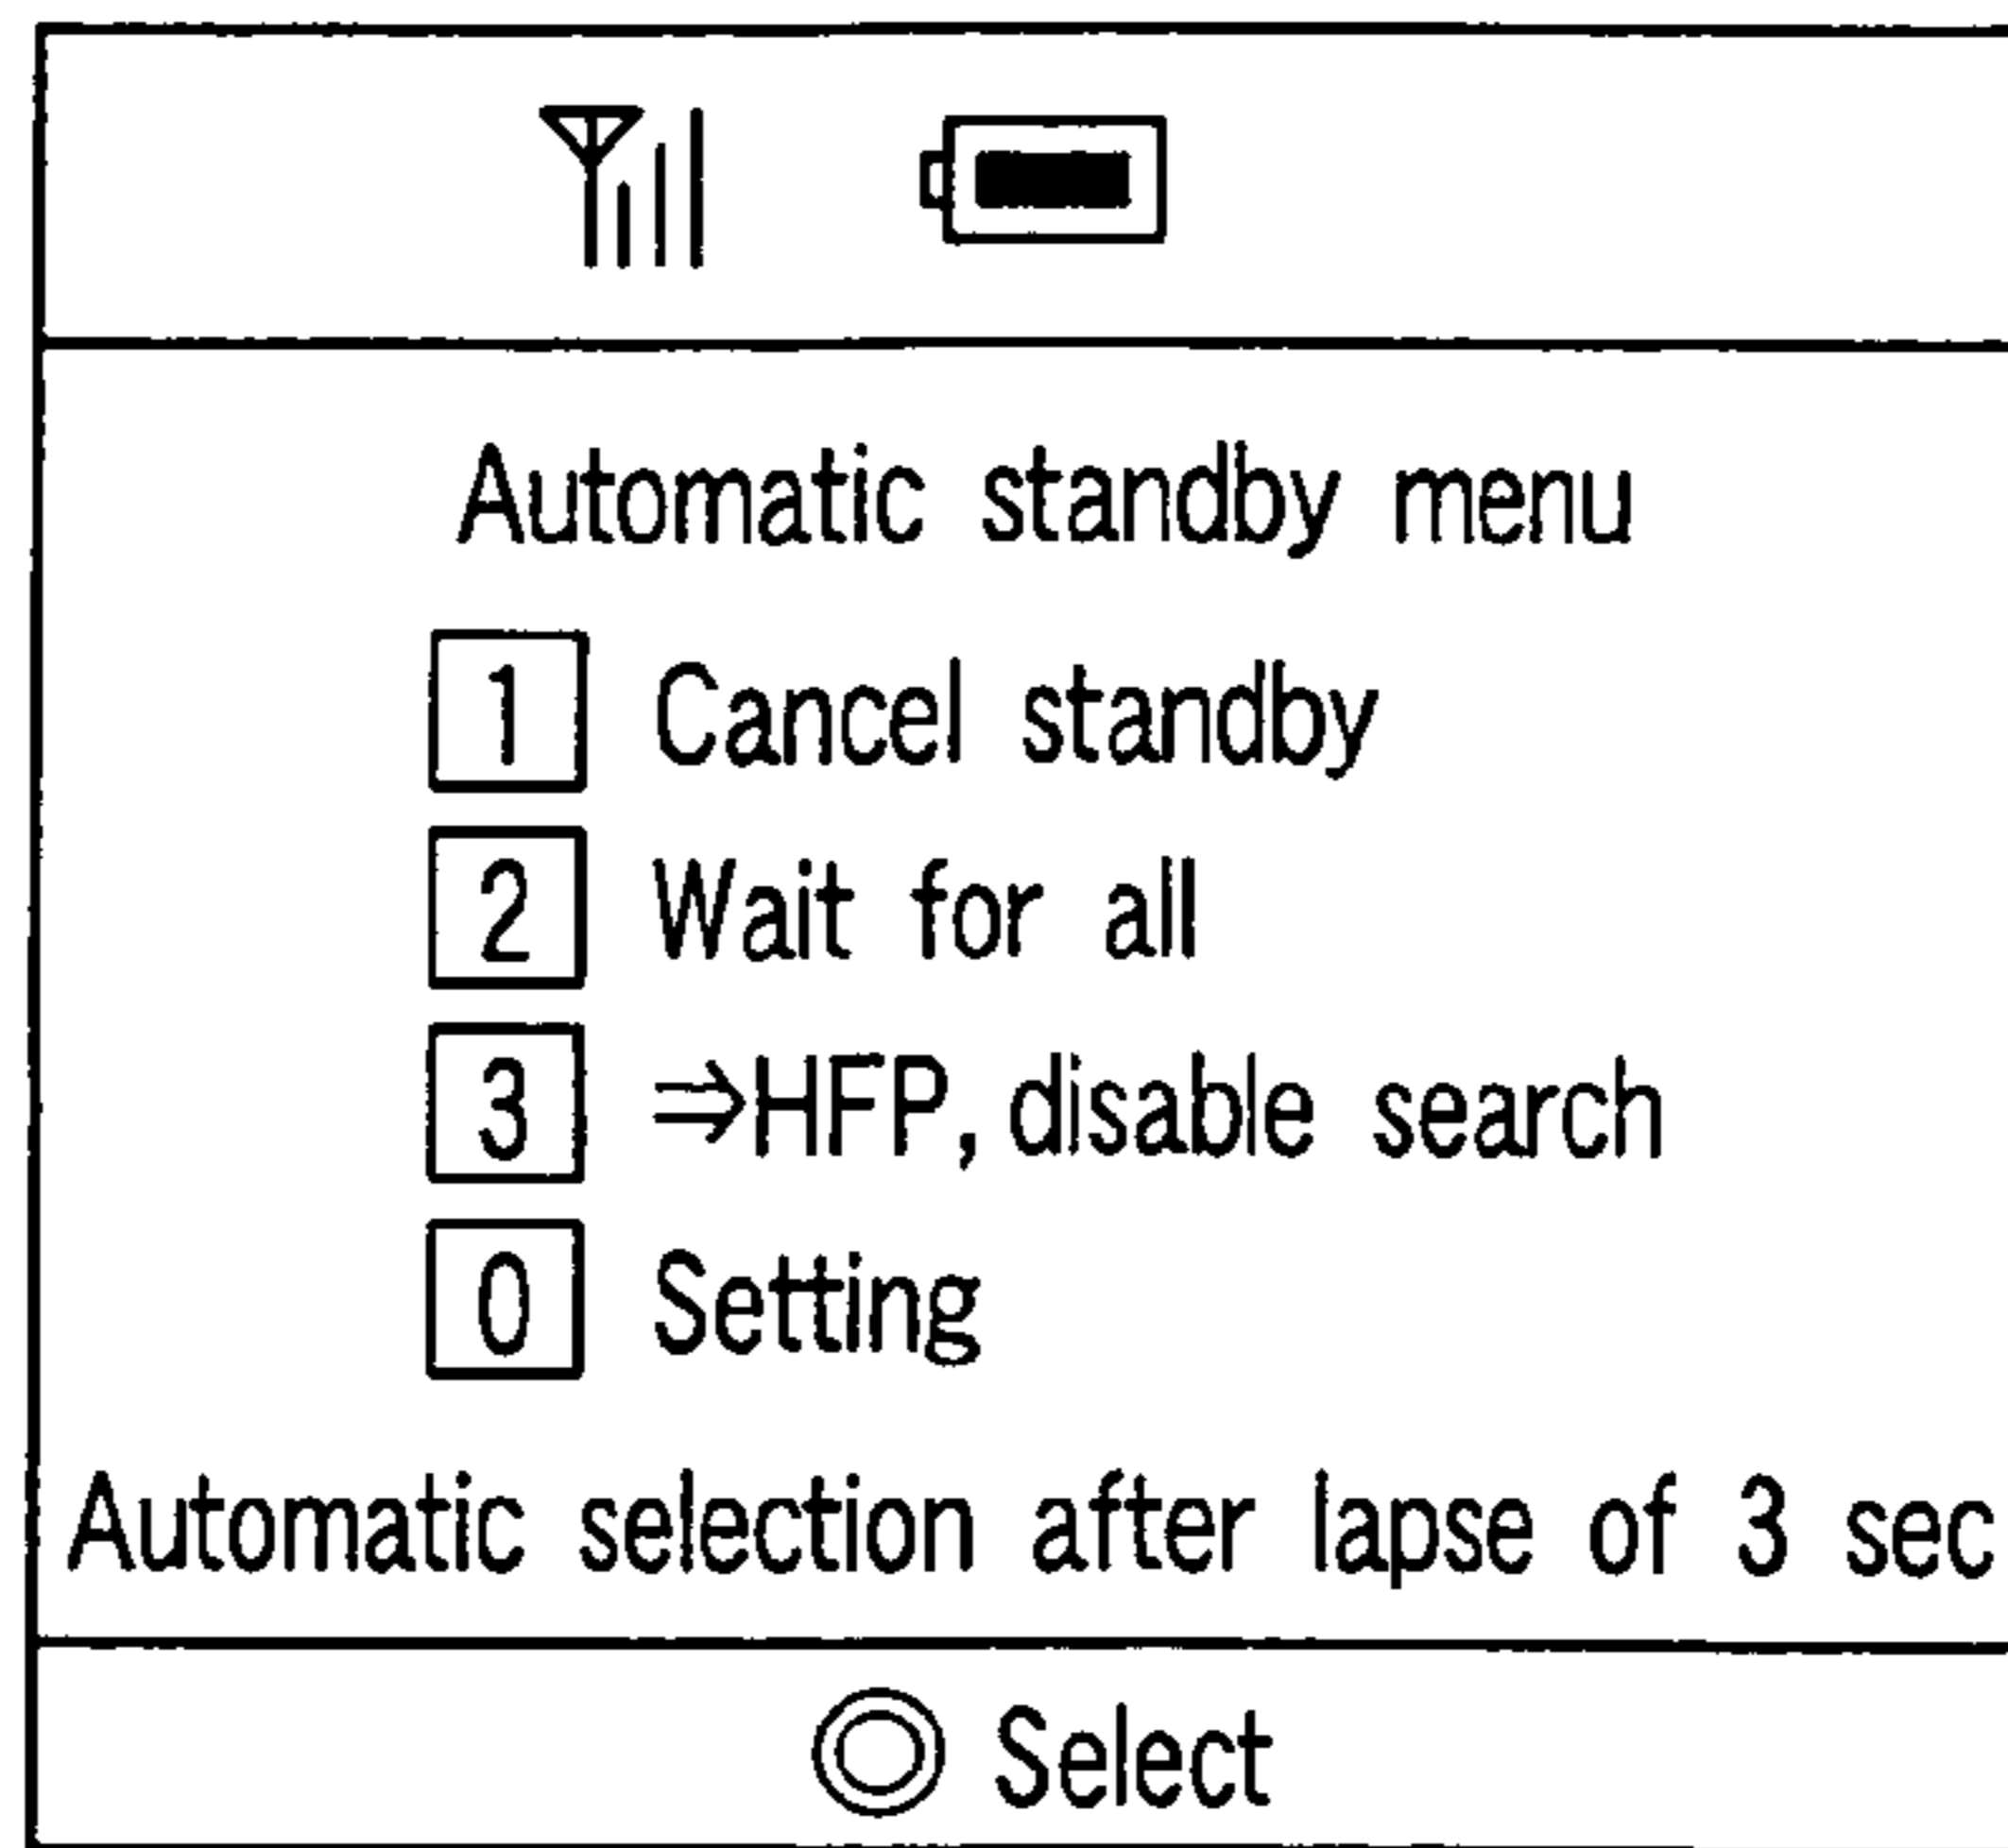 Automatic standby menu
1 Cancel standby
2 Wait for all
3 ⇒HFP, disable search
0 Setting
Automatic selection after lapse of 3 sec
Select